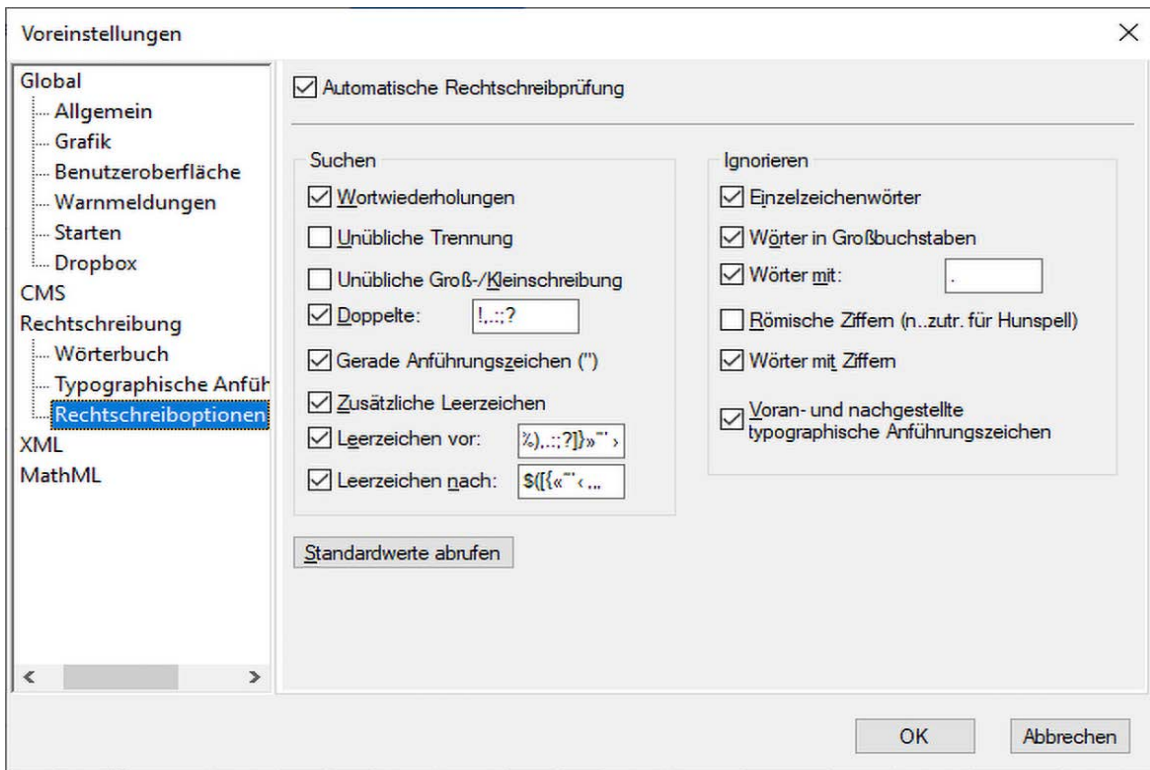 Voreinstellungen
Global
Allgemein
Grafik
Benutzeroberfläche
Warnmeldungen
Starten
Dropbox
CMS
Rechtschreibung
Wörterbuch
Typographische Anfüh
Rechtschreiboptionen
XML
MathML
Automatische Rechtschreibprüfung
Suchen
Wortwiederholungen
Unübliche Trennung
Unübliche Groß-/Kleinschreibung
Doppelte: !,.:;?
Gerade Anführungszeichen (")
Zusätzliche Leerzeichen
Leerzeichen vor: %),.:;?]}»
Leerzeichen nach: $([{«
Standardwerte abrufen
Ignorieren
Einzelzeichenwörter
Wörter in Großbuchstaben
Wörter mit: .
Römische Ziffern (n..zutr. für Hunspell)
Wörter mit Ziffern
Voran- und nachgestellte
typographische Anführungszeichen
OK
Abbrechen